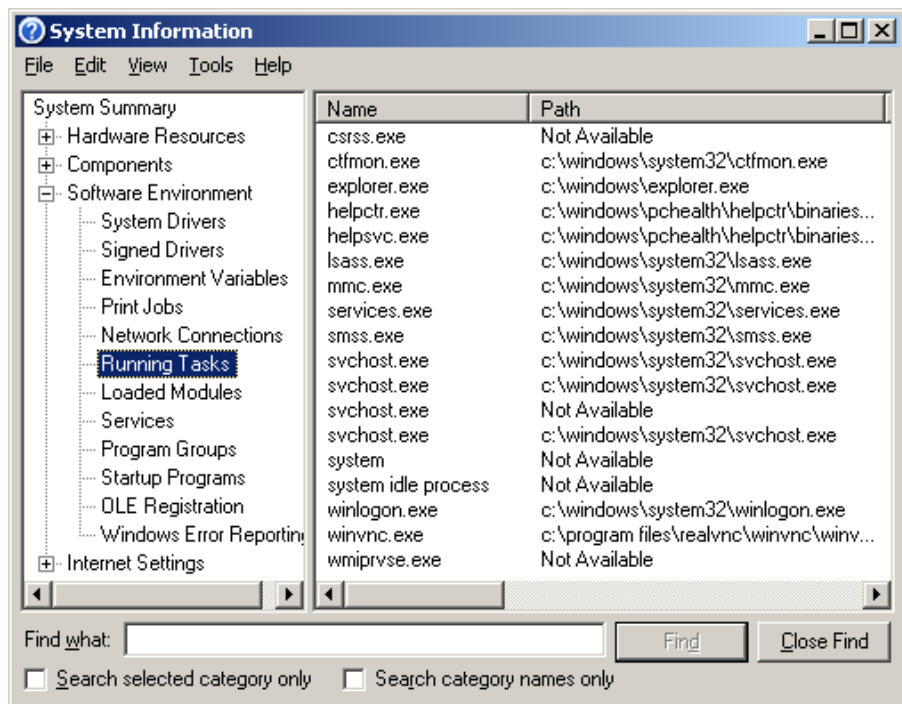 System Information
File Edit View Tools Help
System Summary
Hardware Resources
Components
Software Environment
System Drivers
Signed Drivers
Environment Variables
Print Jobs
Network Connections
Running Tasks
Loaded Modules
Services
Program Groups
Startup Programs
OLE Registration
Windows Error Reporting
Internet Settings
Name Path
csrss.exe Not Available
ctfmon.exe c:\windows\system32\ctfmon.exe
explorer.exe c:\windows\explorer.exe
helpctr.exe c:\windows\pchealth\helpctr\binaries...
helpsvc.exe c:\windows\pchealth\helpctr\binaries...
lsass.exe c:\windows\system32\lsass.exe
mmc.exe c:\windows\system32\mmc.exe
services.exe c:\windows\system32\services.exe
smss.exe c:\windows\system32\smss.exe
svchost.exe c:\windows\system32\svchost.exe
svchost.exe c:\windows\system32\svchost.exe
svchost.exe Not Available
svchost.exe c:\windows\system32\svchost.exe
system Not Available
system idle process Not Available
winlogon.exe c:\windows\system32\winlogon.exe
winvnc.exe c:\program files\realvnc\winvnc\winv...
wmiprvse.exe Not Available
Find what: Find Close Find
Search selected category only Search category names only